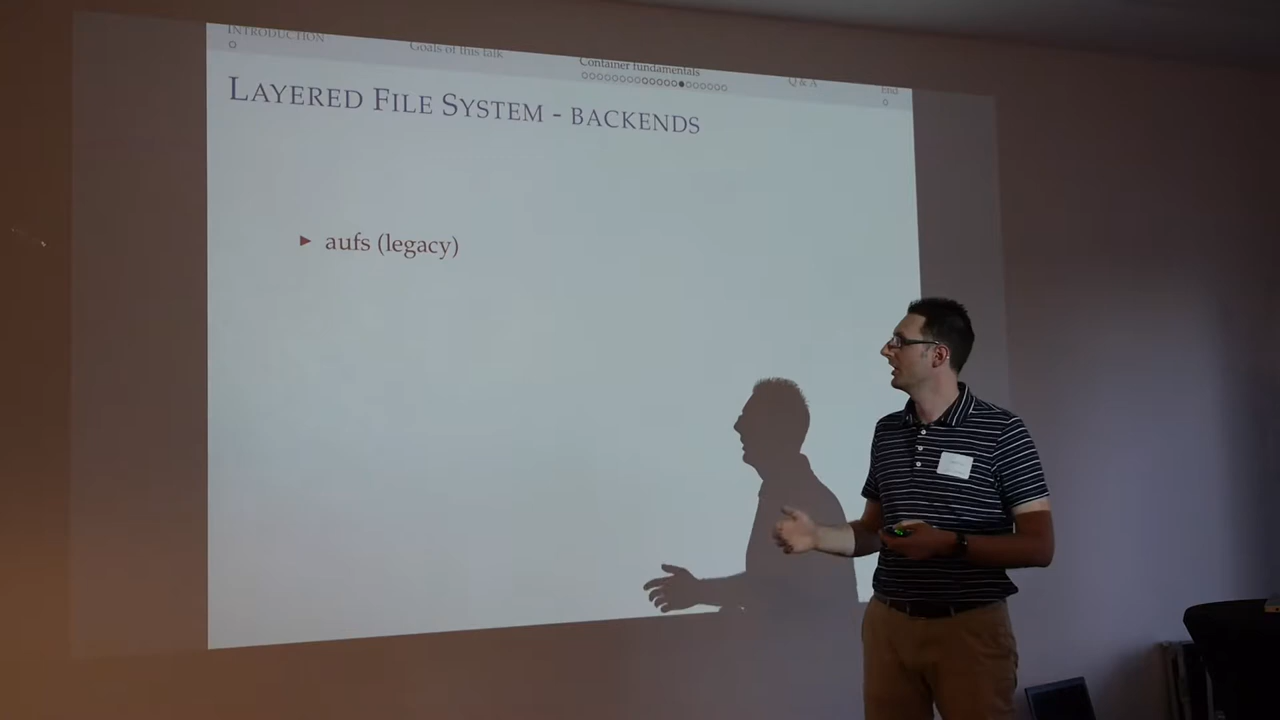 INTRODUCTION
Goals of this talk
Container fundamentals
Q & A
End
LAYERED FILE SYSTEM - BACKENDS
► aufs (legacy)